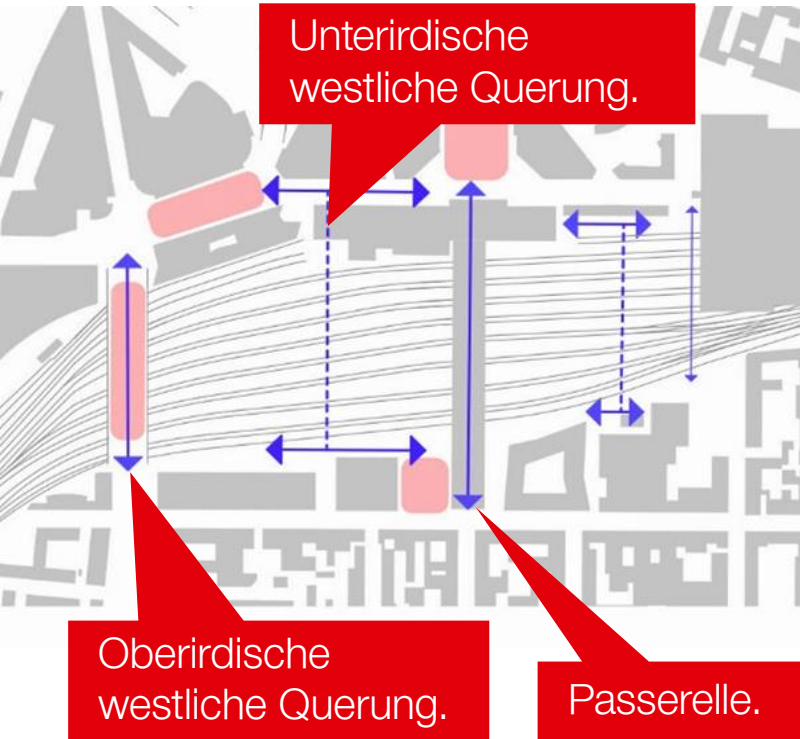 Unterirdische
westliche Querung.
Oberirdische
westliche Querung.
Passerelle.